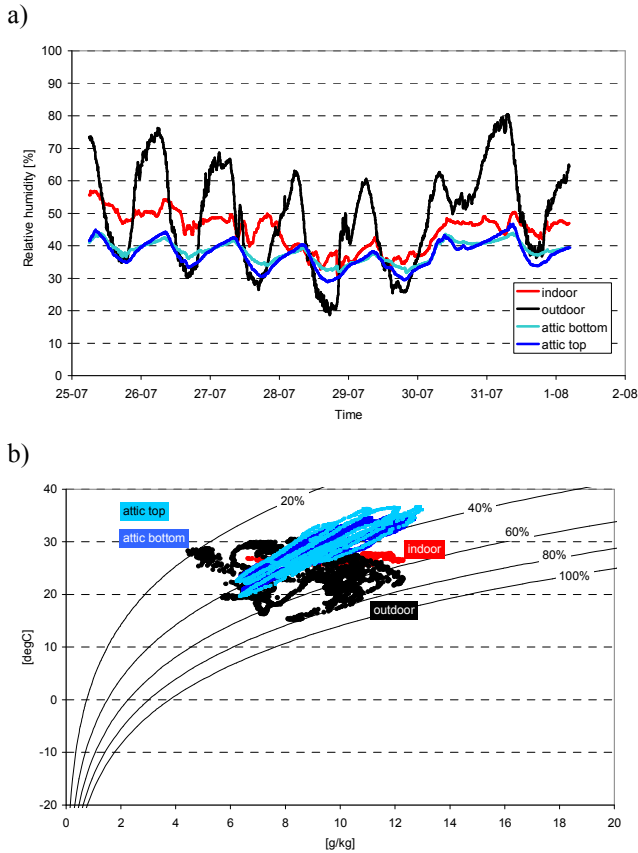 a)
100
90
80
70
60
50
40
30
20
10
0
Relative humidity [%]
indoor
outdoor
attic bottom
attic top
25-07 26-07 27-07 28-07 29-07 30-07 31-07 1-08 2-08
Time
b)
40
30
20
10
0
-10
-20
[degC]
attic top
attic bottom
20%
40%
60%
80%
100%
indoor
outdoor
0 2 4 6 8 10 12 14 16 18 20
[g/kg]